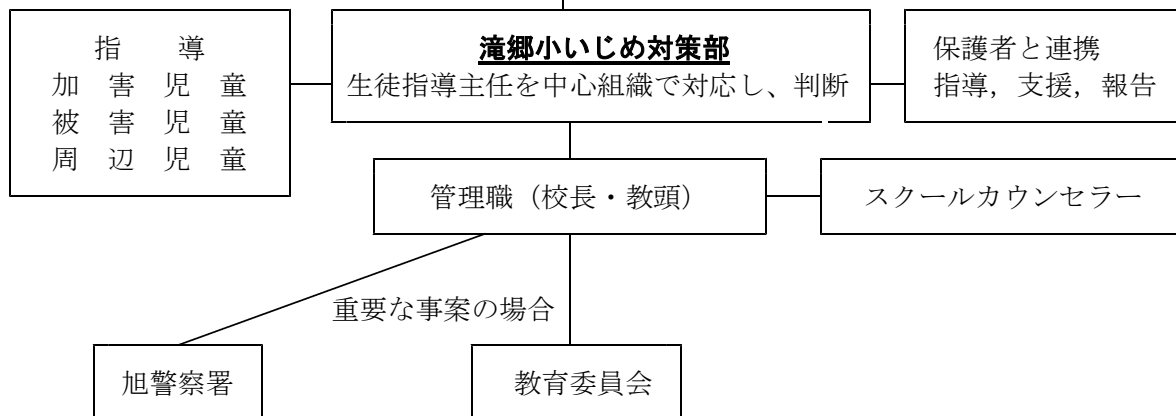 指　　導
加　害　児　童
被　害　児　童
周　辺　児　童
滝郷小いじめ対策部
生徒指導主任を中心組織で対応し、判断
保護者と連携
指導，支援，報告
管理職（校長・教頭）
スクールカウンセラー
重要な事案の場合
旭警察署
教育委員会